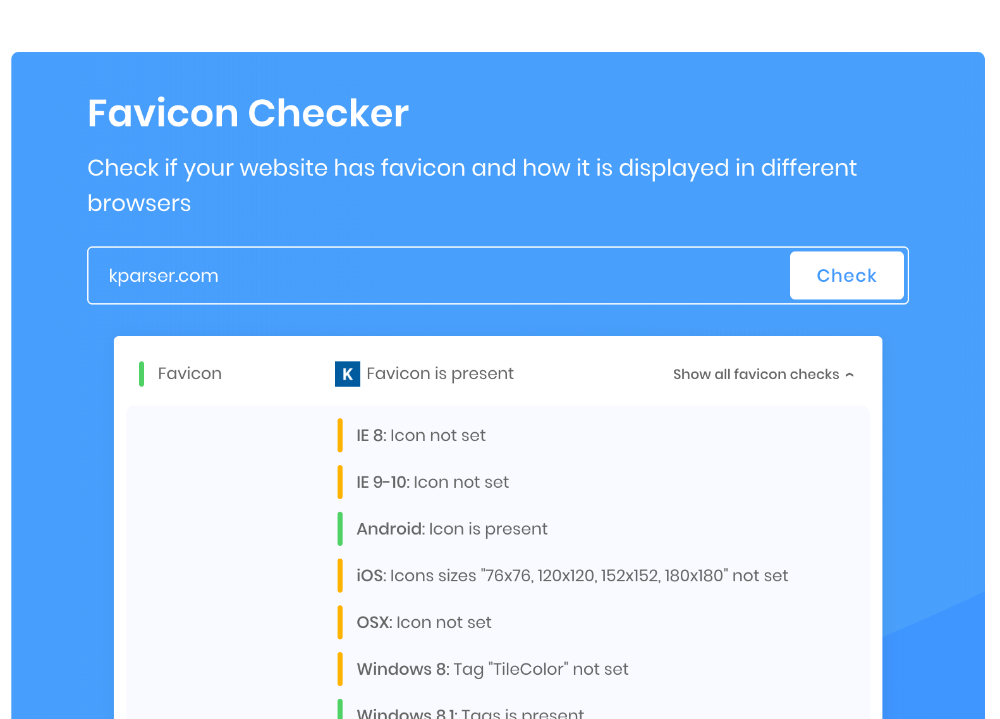 Favicon Checker
Check if your website has favicon and how it is displayed in different
browsers
kparser.com
Check
Favicon
K
Favicon is present
Show all favicon checks
IE 8: Icon not set
IE 9-10: Icon not set
Android: Icon is present
iOS: Icons sizes "76x76, 120x120, 152x152, 180x180" not set
OSX: Icon not set
Windows 8: Tag "TileColor" not set
Windows 8.1: Tags is present